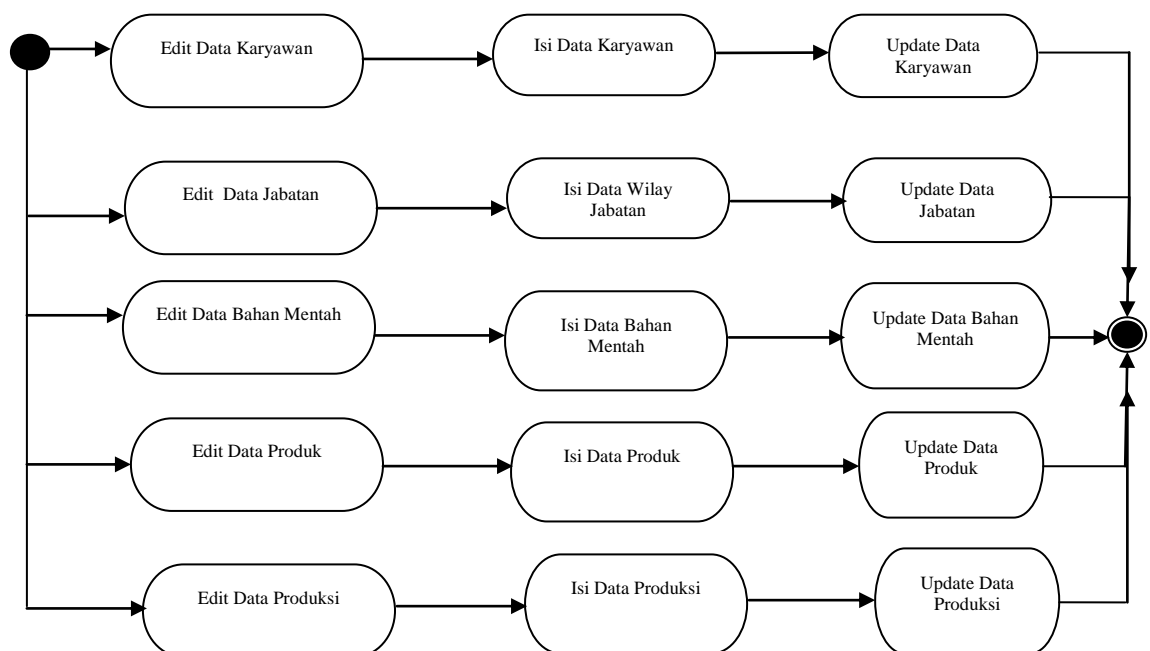 Edit Data Karyawan
Isi Data Karyawan
Update Data
Karyawan
Edit Data Jabatan
Isi Data Wilay
Jabatan
Update Data
Jabatan
Edit Data Bahan Mentah
Isi Data Bahan
Mentah
Update Data Bahan
Mentah
Edit Data Produk
Isi Data Produk
Update Data
Produk
Edit Data Produksi
Isi Data Produksi
Update Data
Produksi